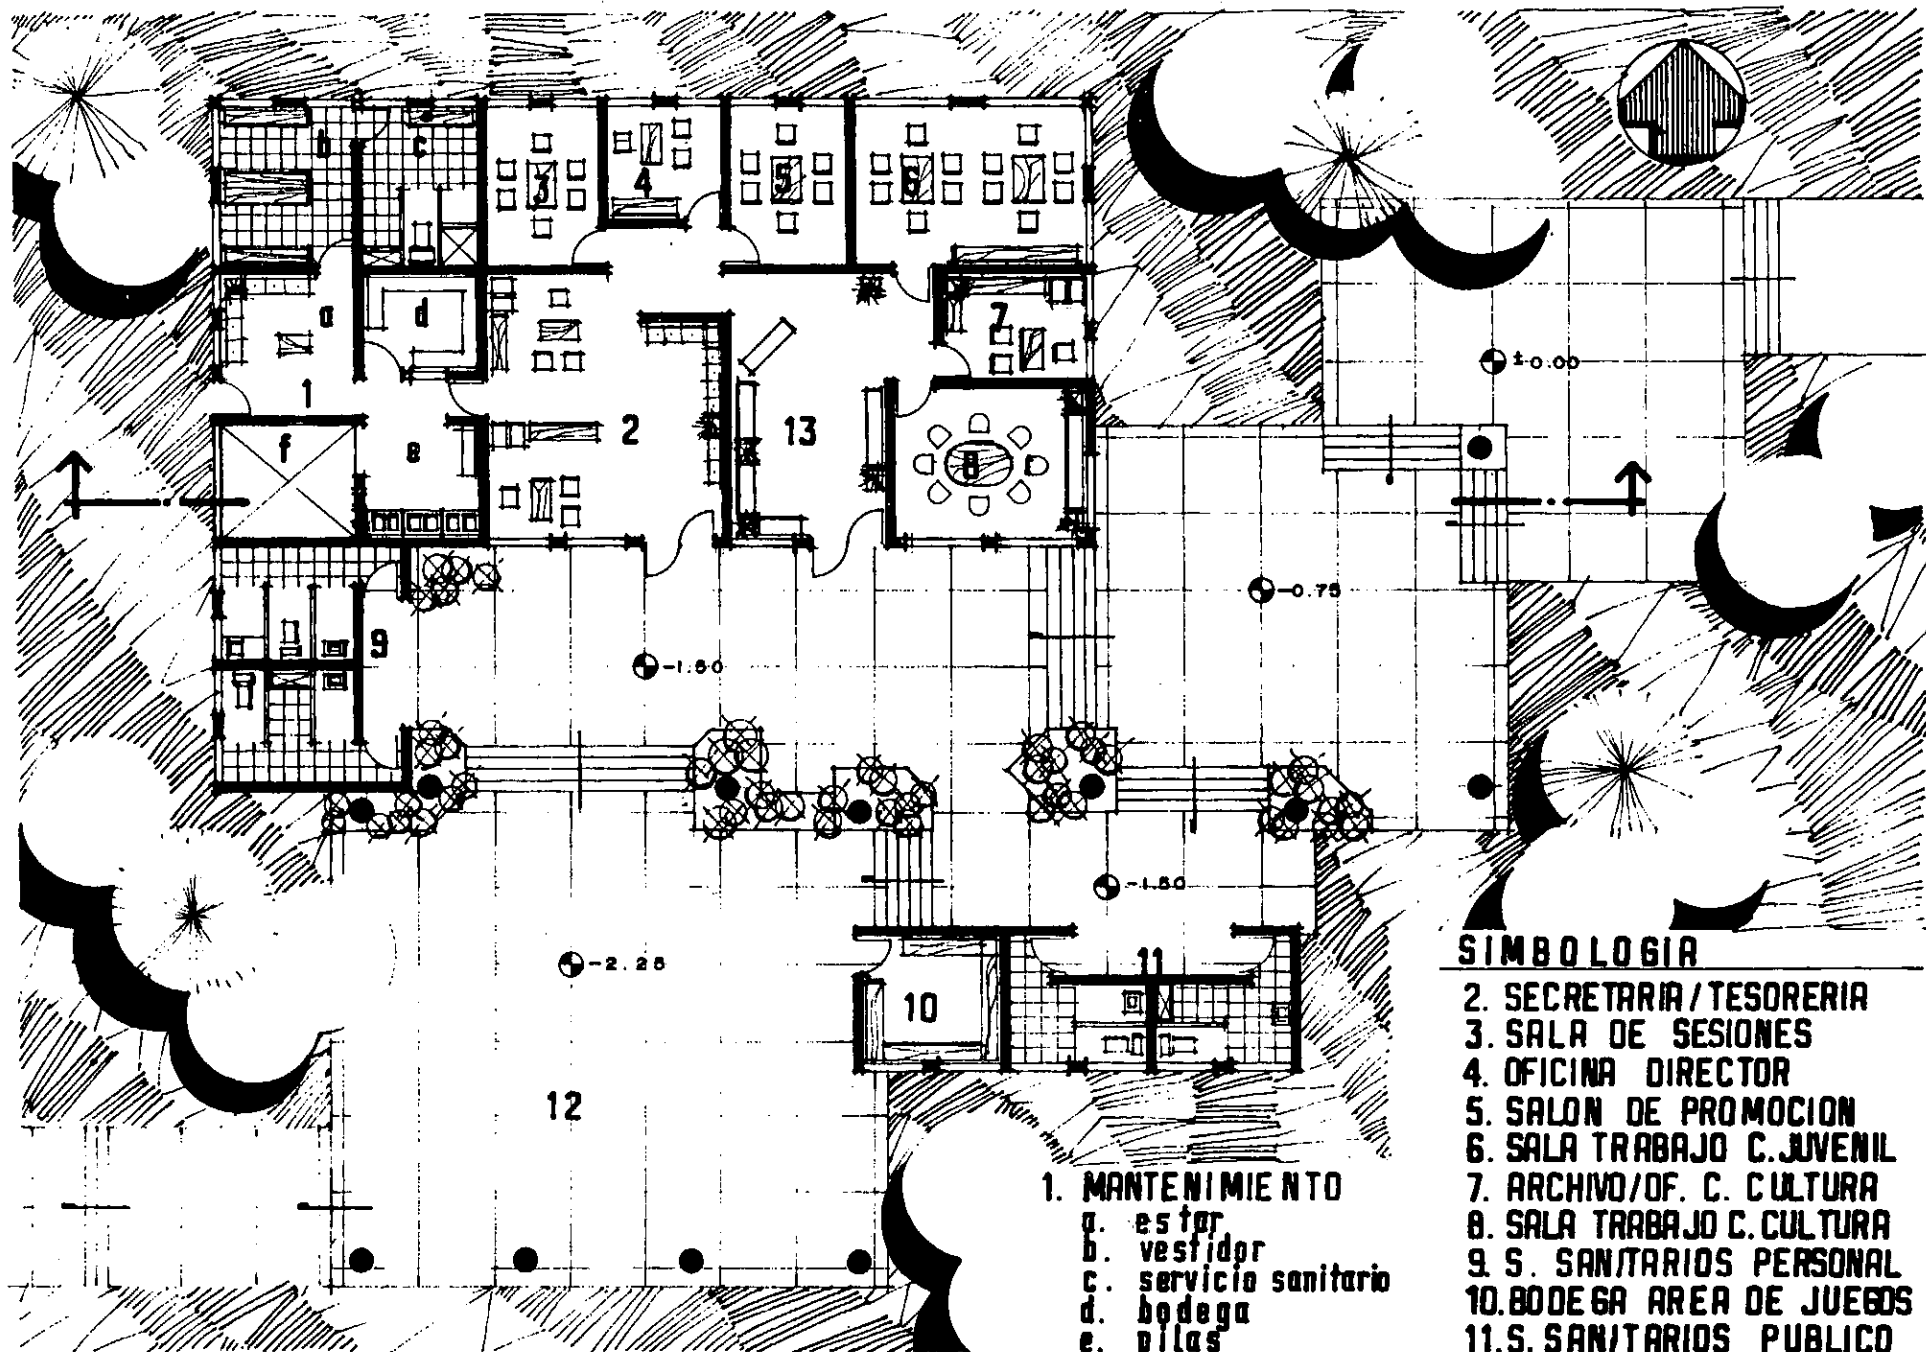 b
c
3
4
5
6
a
d
7
±0.00
1
2
13
f
e
8
-0.75
9
-1.50
-1.50
-2.25
11
10
12
SIMBOLOGIA
2. SECRETARIA/TESORERIA
3. SALA DE SESIONES
4. OFICINA DIRECTOR
5. SALON DE PROMOCION
6. SALA TRABAJO C. JUVENIL
7. ARCHIVO/OF. C. CULTURA
8. SALA TRABAJO C. CULTURA
9. S. SANITARIOS PERSONAL
10. BODEGA AREA DE JUEGOS
11. S. SANITARIOS PUBLICO
1. MANTENIMIENTO
a. estar
b. vestidor
c. servicio sanitario
d. bodega
e. pilas